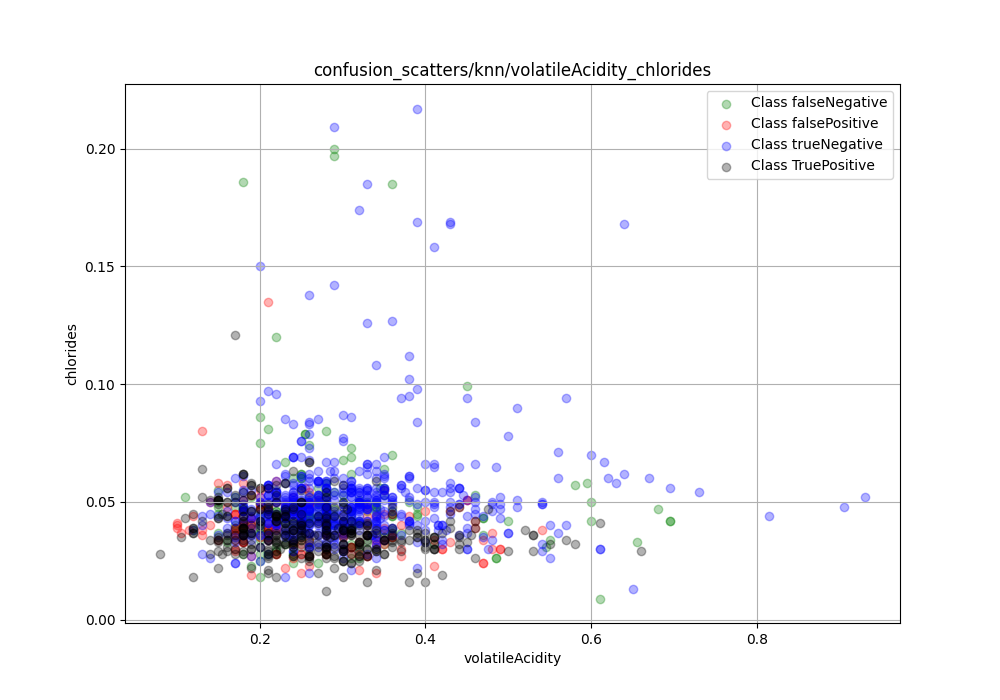 confusion_scatters/knn/volatileAcidity_chlorides
Class falseNegative
Class falsePositive
Class trueNegative
Class TruePositive
0.20
0.15
0.10
0.05
0.00
chlorides
0.2
0.4
0.6
0.8
volatileAcidity